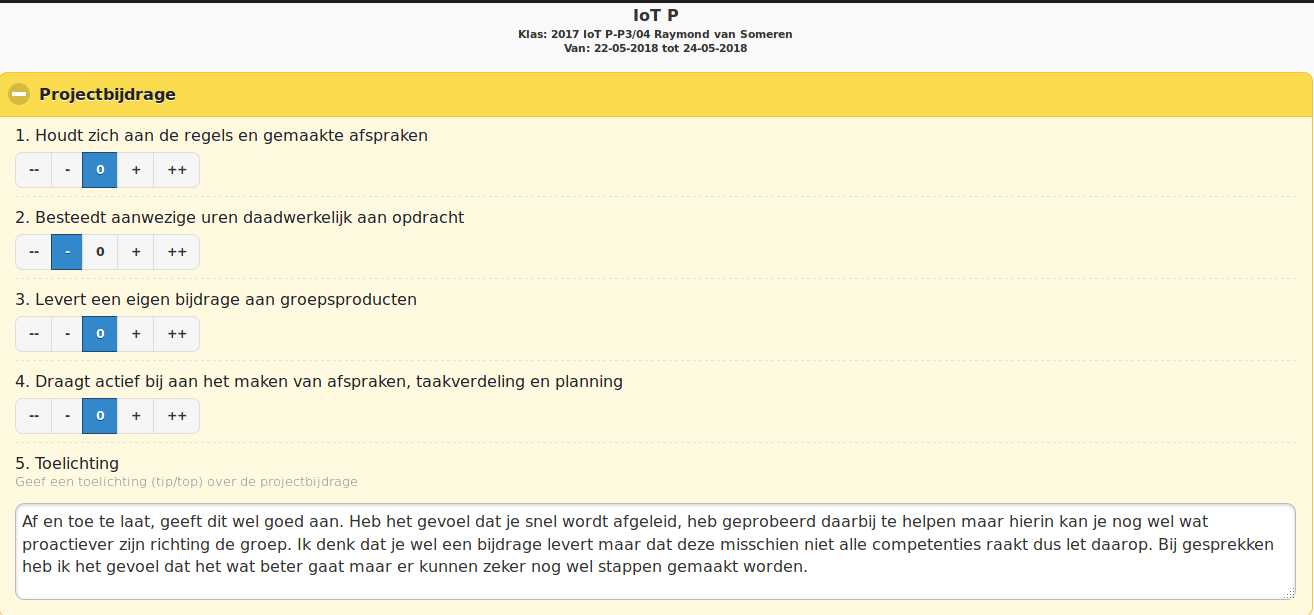 IoT P
Klas: 2017 IoT P-P3/04 Raymond van Someren
Van: 22-05-2018 tot 24-05-2018
Projectbijdrage
1. Houdt zich aan de regels en gemaakte afspraken
-- - 0 + ++
2. Besteedt aanwezige uren daadwerkelijk aan opdracht
-- - 0 + ++
3. Levert een eigen bijdrage aan groepsproducten
-- - 0 + ++
4. Draagt actief bij aan het maken van afspraken, taakverdeling en planning
-- - 0 + ++
5. Toelichting
Geef een toelichting (tip/top) over de projectbijdrage
Af en toe te laat, geeft dit wel goed aan. Heb het gevoel dat je snel wordt afgeleid, heb geprobeerd daarbij te helpen maar hierin kan je nog wel wat
proactiever zijn richting de groep. Ik denk dat je wel een bijdrage levert maar dat deze misschien niet alle competenties raakt dus let daarop. Bij gesprekken
heb ik het gevoel dat het wat beter gaat maar er kunnen zeker nog wel stappen gemaakt worden.